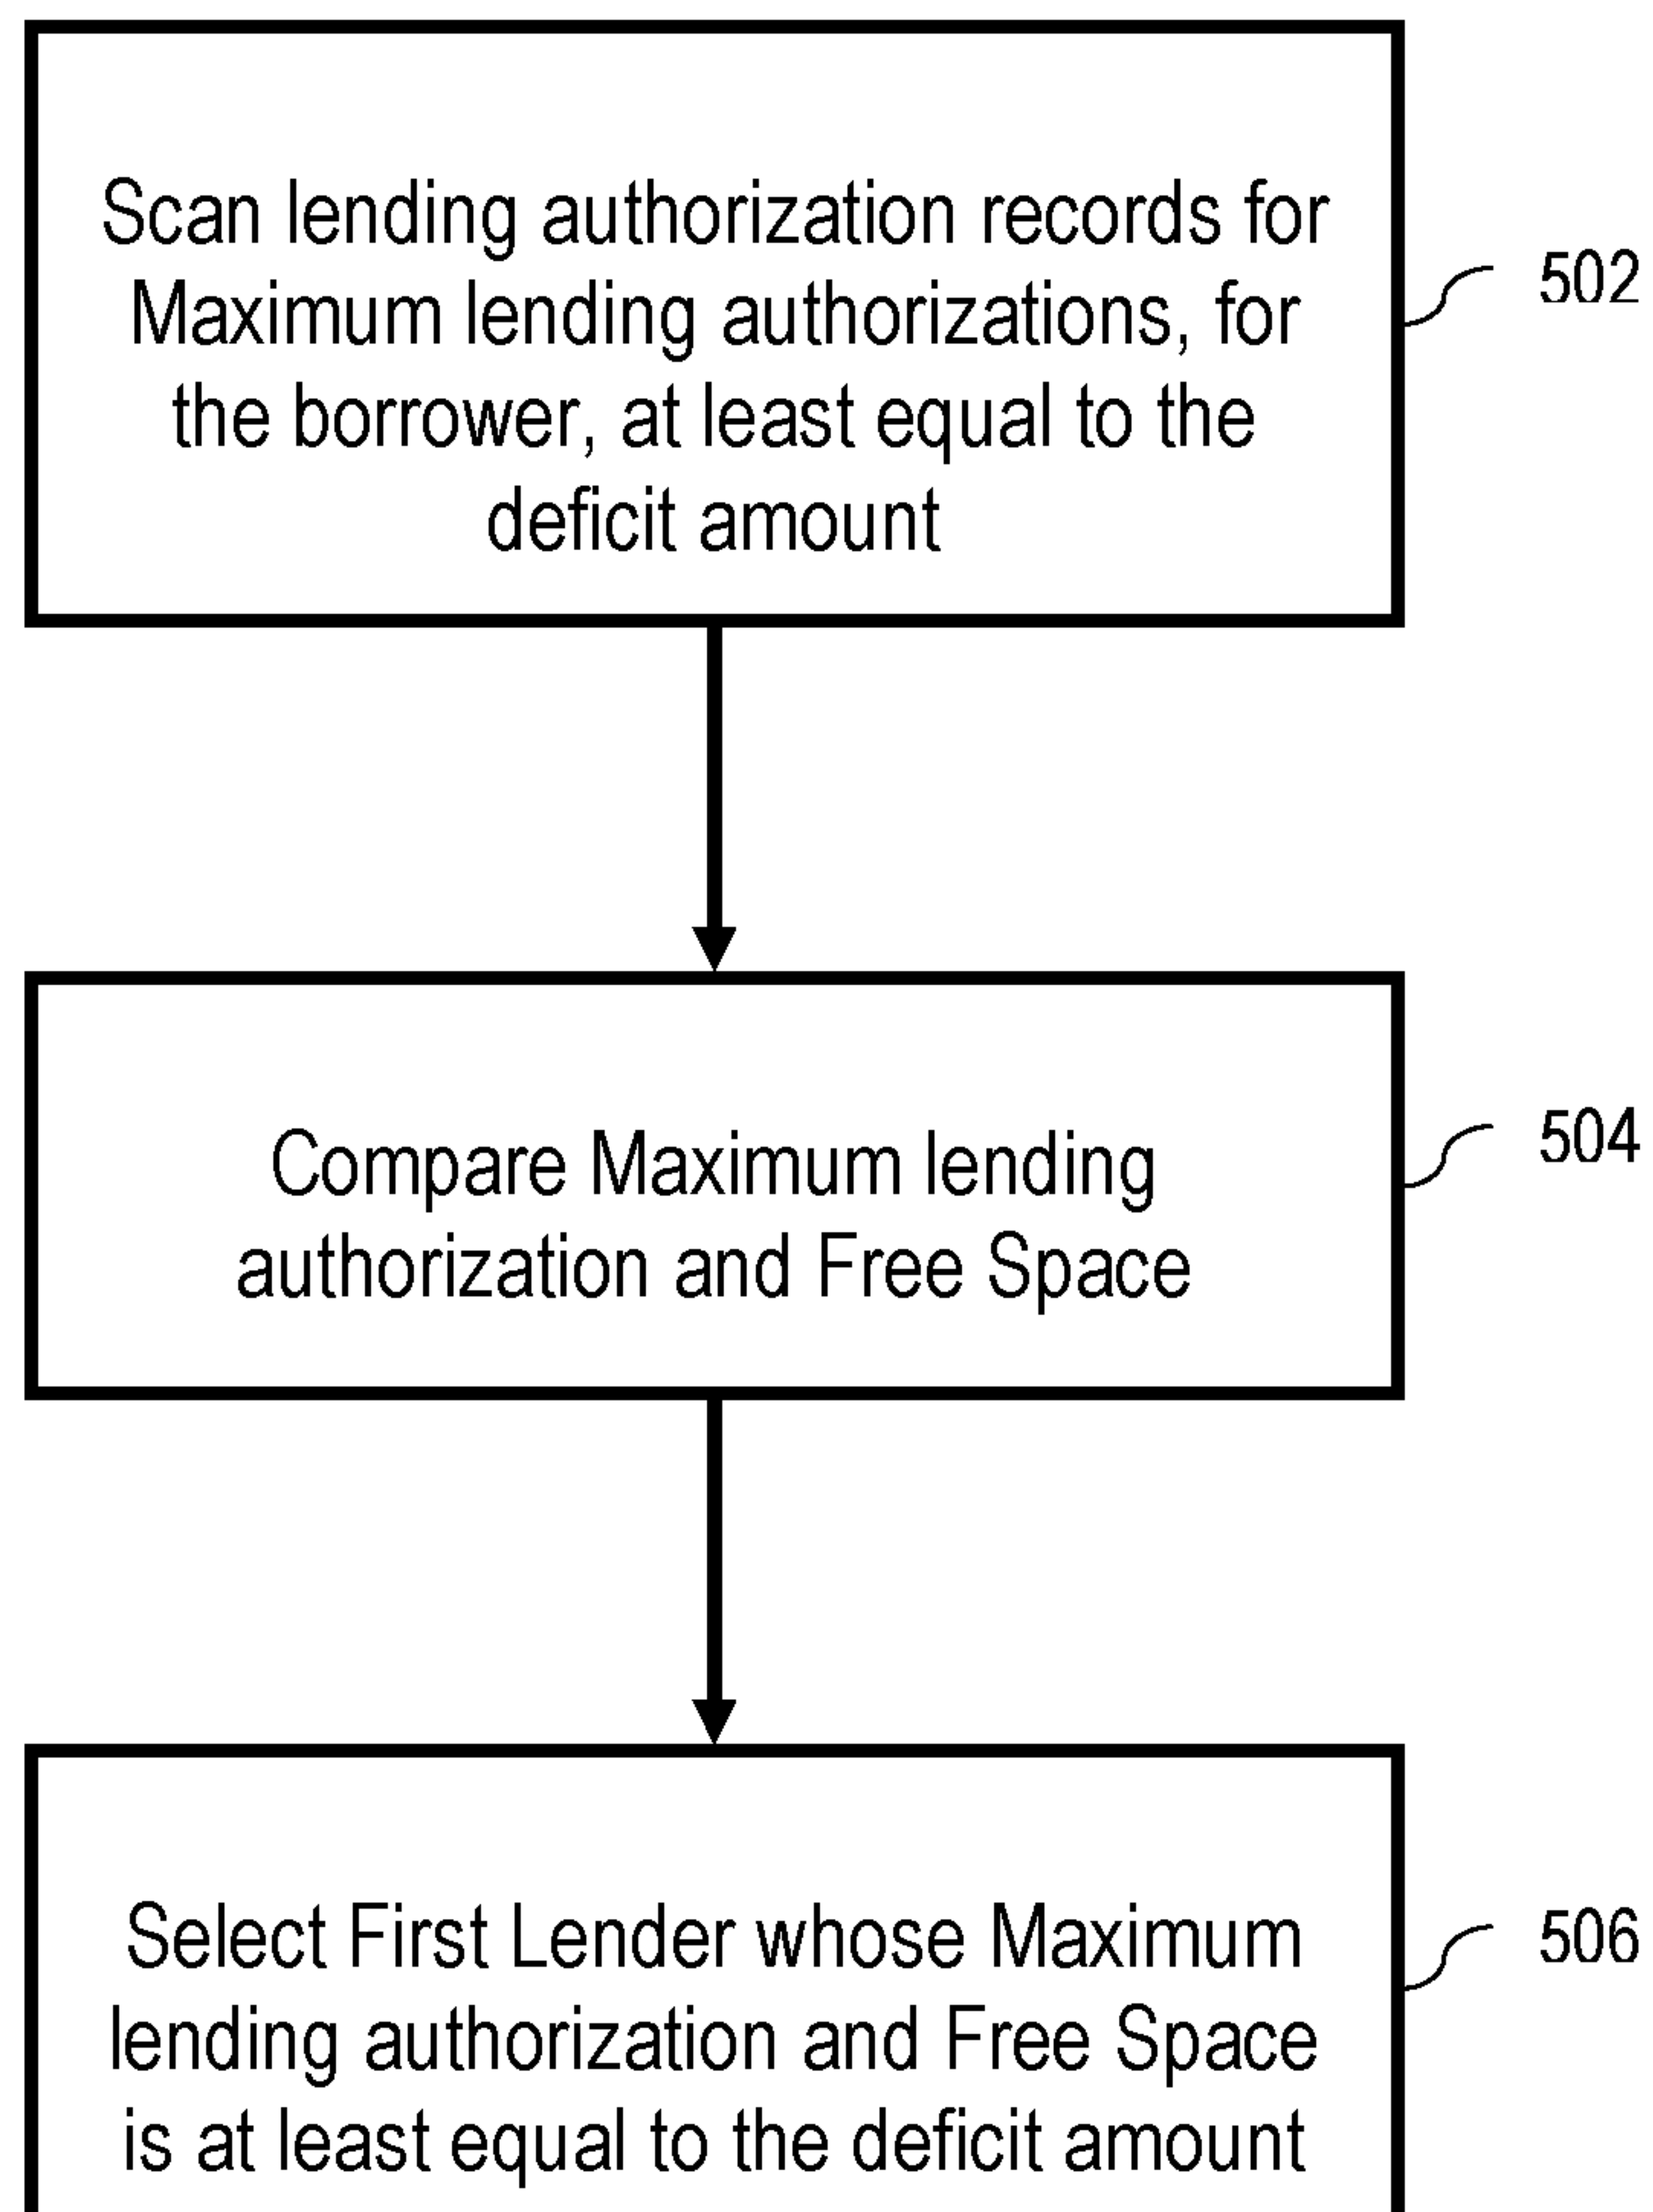 Scan lending authorization records for
Maximum lending authorizations, for
the borrower, at least equal to the
deficit amount
502
Compare Maximum lending
authorization and Free Space
504
Select First Lender whose Maximum
lending authorization and Free Space
is at least equal to the deficit amount
506